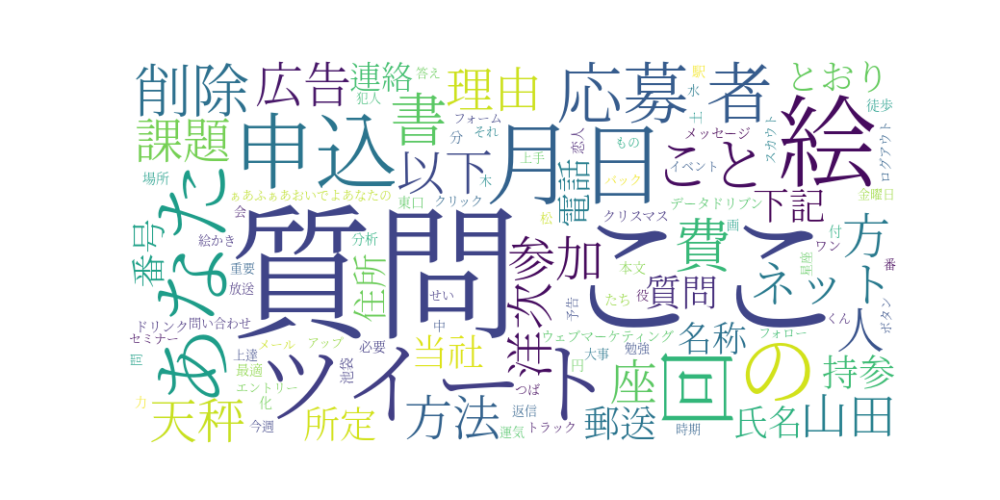 削除
広告
連絡
答え
犯人
書
理由
応募
者
とおり
駅
水
徒歩
課題
申込
フォーム
それ
分
以下
月
日
恋人
もの
上手
メッセージ
土
スカウト
こと
絵
ログアウト
場所
あなた
ぁあふぁあおいでよあなたの
木
クリック
電話
バック
イベント
データドリブン
金曜日
会
東口
松
クリスマス
下記
番号
絵かき
分析
住所
質問
ここ
参加
費
画
付
ワン
方
重要
放送
せい
本文
質問
ネット
星座
番
ドリンク
問い合わせ
中
洋次
予告
たち
役
くん
ボタン
人
セミナー
メール
アップ
ツイート
ウェブマーケティング
名称
フォロー
両
上達
最適
池袋
必要
当社
大事
勉強
回
の
エントリー
つば
円
座
持参
力
天秤
化
今週
所定
方法
返信
運気
トラック
郵送
時期
氏名
山田